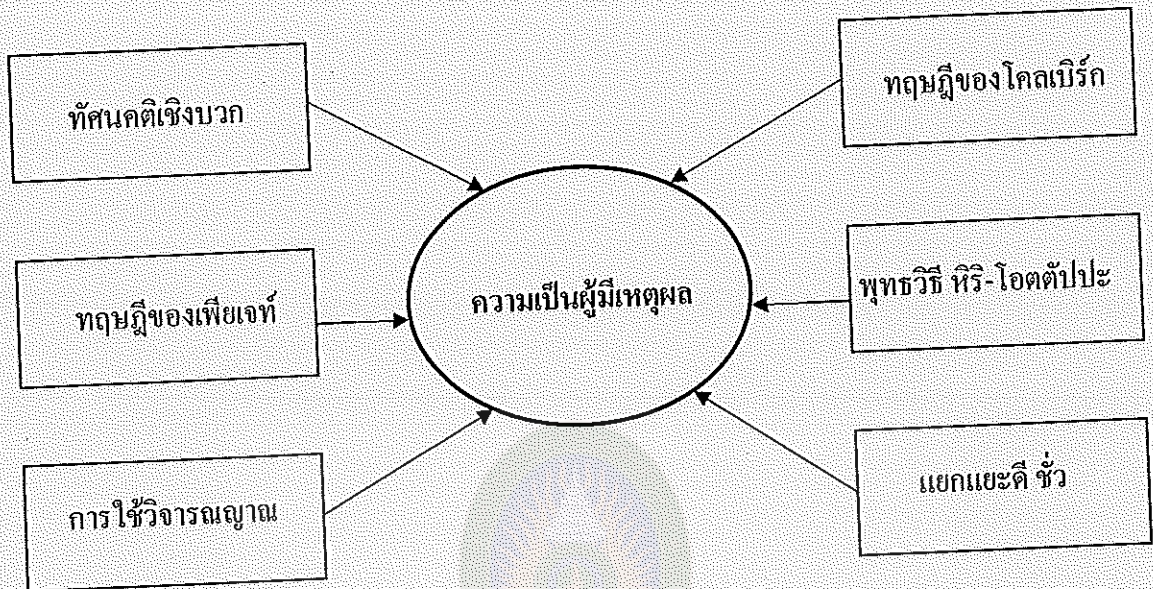 ทัศนคติเชิงบวก
ทฤษฎีของโคลเบิร์ก
ทฤษฎีของเพียเจท์
ความเป็นผู้มีเหตุผล
พุทธวิธี หิริ-โอตตัปปะ
การใช้วิจารณญาณ
แยกแยะดี ชั่ว